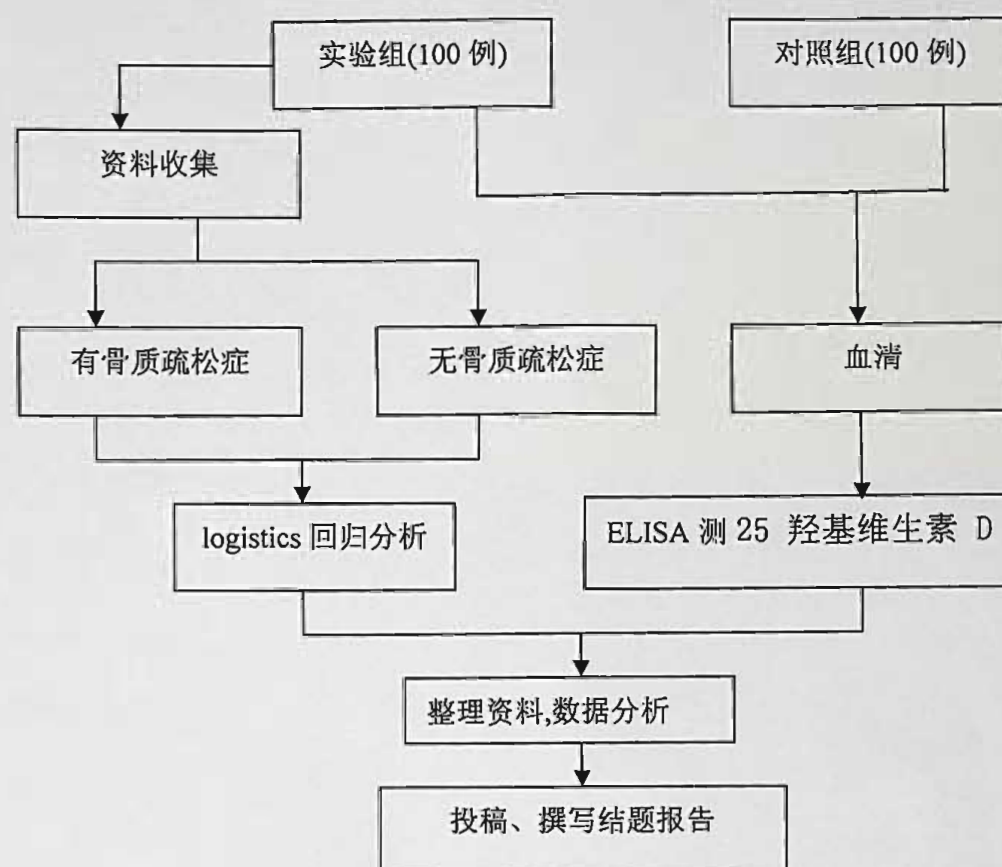 实验组(100 例)
对照组(100 例)
资料收集
有骨质疏松症
无骨质疏松症
血清
logistics 回归分析
ELISA 测 25 羟基维生素 D
整理资料,数据分析
投稿、撰写结题报告